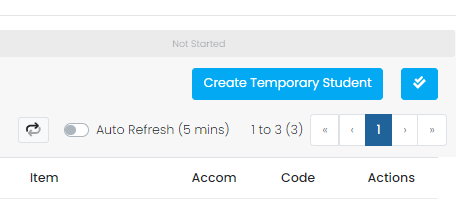 Not Started
Create Temporary Student
Auto Refresh (5 mins) 1 to 3 (3) « ‹ 1 › »
Item Accom Code Actions